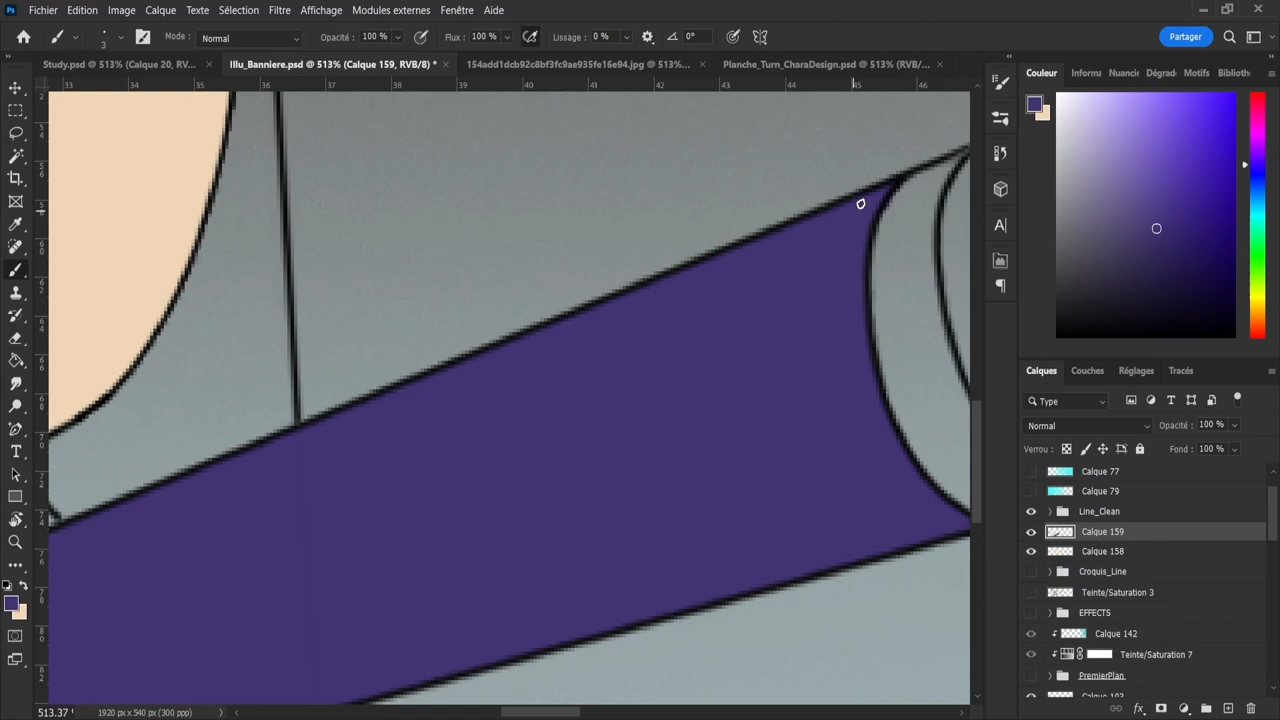 Ps Fichier Edition Image Calque Texte Sélection Filtre Affichage Modules externes Fenêtre Aide
3 Mode : Normal Opacité : 100 % Flux : 100 % Lissage : 0 % 0° Partager
Study.psd @ 513% (Calque 20, RV... × Illu_Banniere.psd @ 513% (Calque 159, RVB/8) * × 154add1dcb92c8bf3fc9ae935fe16e94.jpg @ 513%... × Planche_Turn_CharaDesign.psd @ 513% (RVB/... ×
Couleur Informa Nuancie Dégrad Motifs Biblioth
33 34 35 36 37 38 39 40 41 42 43 44 45 46
Calques Couches Réglages Tracés
Type
Normal Opacité : 100 %
Verrou : Fond : 100 %
Calque 77
Calque 79
Line_Clean
Calque 159
Calque 158
Croquis_Line
Teinte/Saturation 3
EFFECTS
Calque 142
Teinte/Saturation 7
PremierPlan
513.37 1920 px x 540 px (300 ppp)